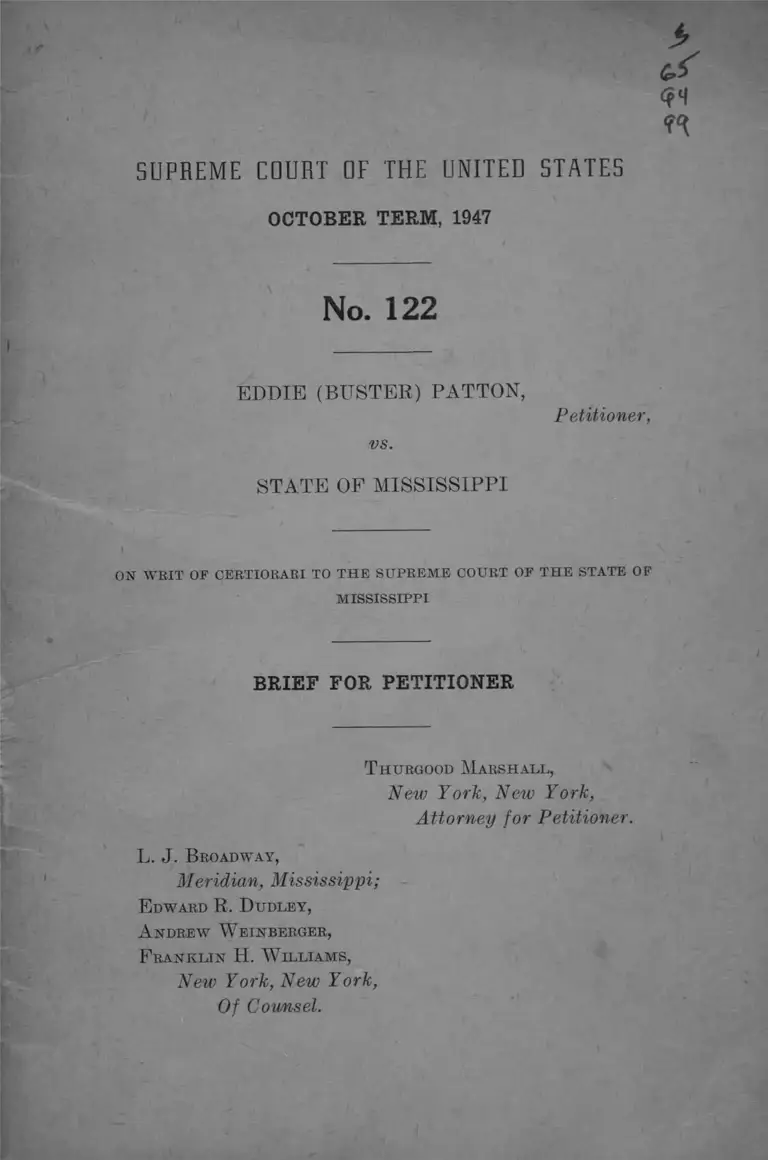 5
65
94
99
SUPREME COURT OF THE UNITED STATES
OCTOBER TERM, 1947
No. 122
EDDIE (BUSTER) PATTON,
Petitioner,
vs.
STATE OF MISSISSIPPI
ON WRIT OF CERTIORARI TO THE SUPREME COURT OF THE STATE OF
MISSISSIPPI
BRIEF FOR PETITIONER
THURGOOD MARSHALL,
New York, New York,
Attorney for Petitioner.
L. J. BROADWAY,
Meridian, Mississippi;
EDWARD R. DUDLEY,
ANDREW WEINBERGER,
FRANKLIN H. WILLIAMS,
New York, New York,
Of Counsel.